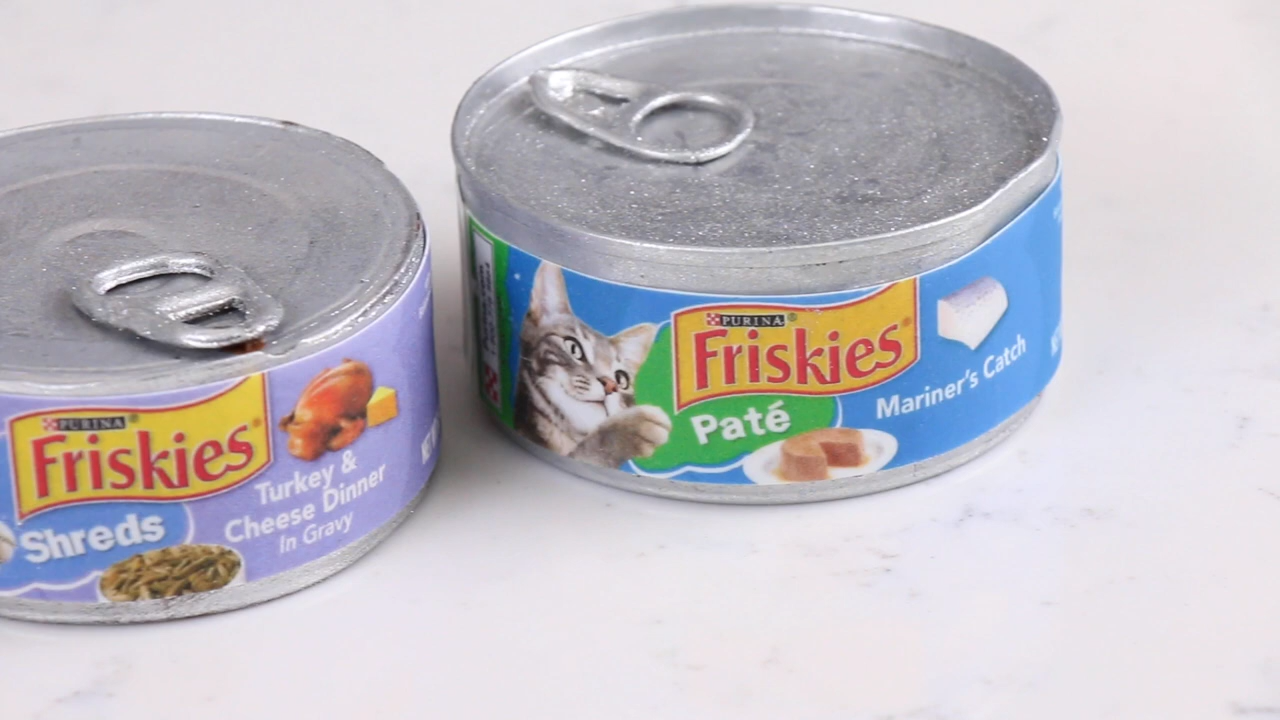 PURINA®
Friskies®
Shreds
Turkey &
Cheese Dinner
In Gravy
PURINA®
Friskies®
Paté
Mariner's Catch